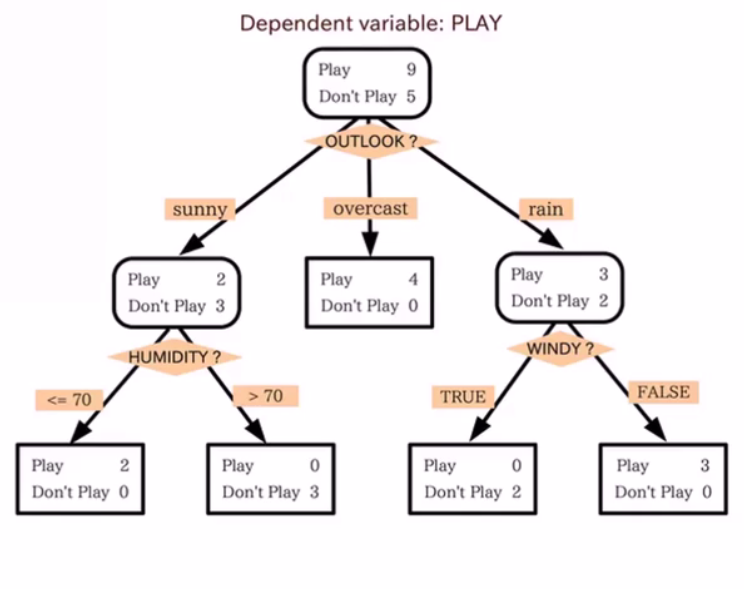 Dependent variable: PLAY
Play 9
Don't Play 5
OUTLOOK ?
sunny
overcast
rain
Play 2
Don't Play 3
Play 4
Don't Play 0
Play 3
Don't Play 2
HUMIDITY ?
WINDY ?
<= 70
> 70
TRUE
FALSE
Play 2
Don't Play 0
Play 0
Don't Play 3
Play 0
Don't Play 2
Play 3
Don't Play 0